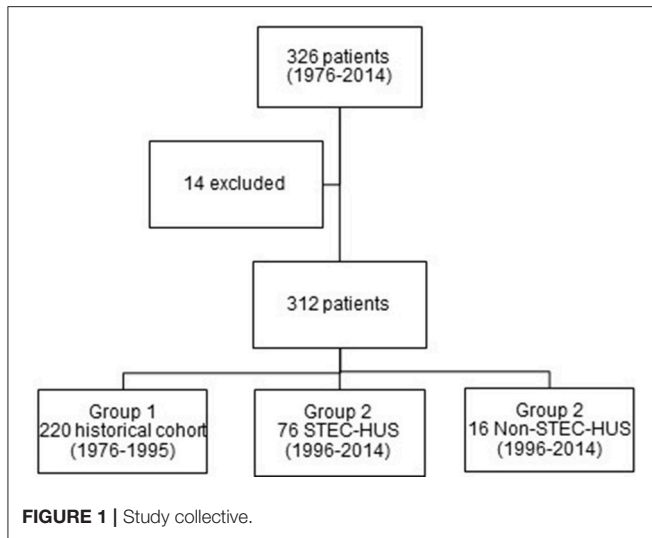 326 patients
(1976-2014)
14 excluded
312 patients
Group 1
220 historical cohort
(1976-1995)
Group 2
76 STEC-HUS
(1996-2014)
Group 2
16 Non-STEC-HUS
(1996-2014)
FIGURE 1 | Study collective.